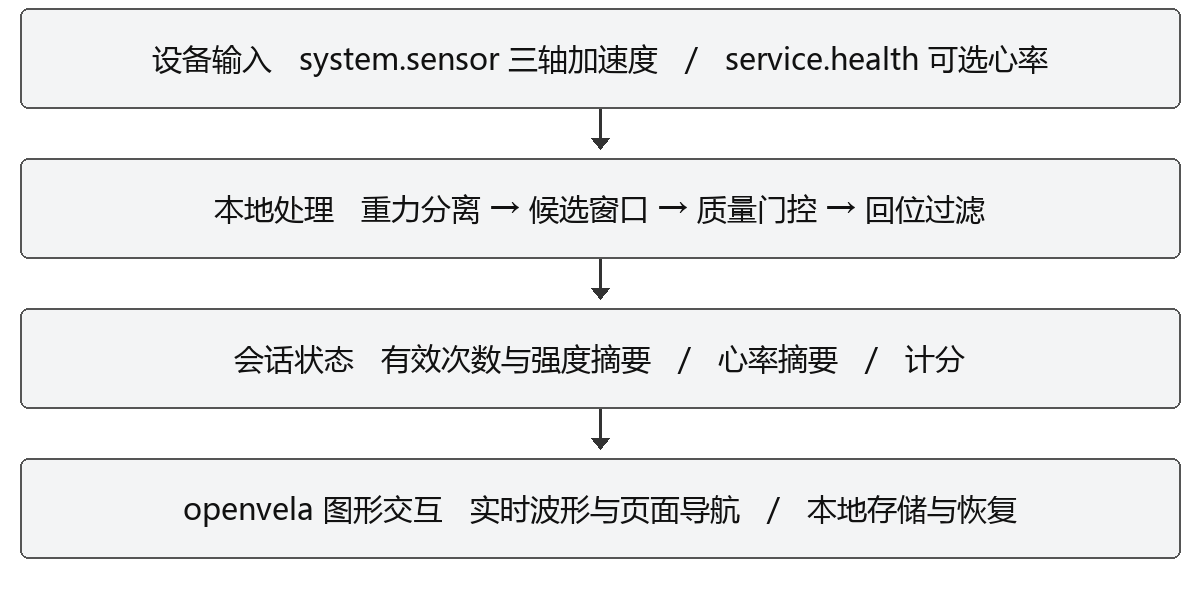 设备输入 system.sensor 三轴加速度 / service.health 可选心率
本地处理 重力分离 → 候选窗口 → 质量门控 → 回位过滤
会话状态 有效次数与强度摘要 / 心率摘要 / 计分
openvela 图形交互 实时波形与页面导航 / 本地存储与恢复